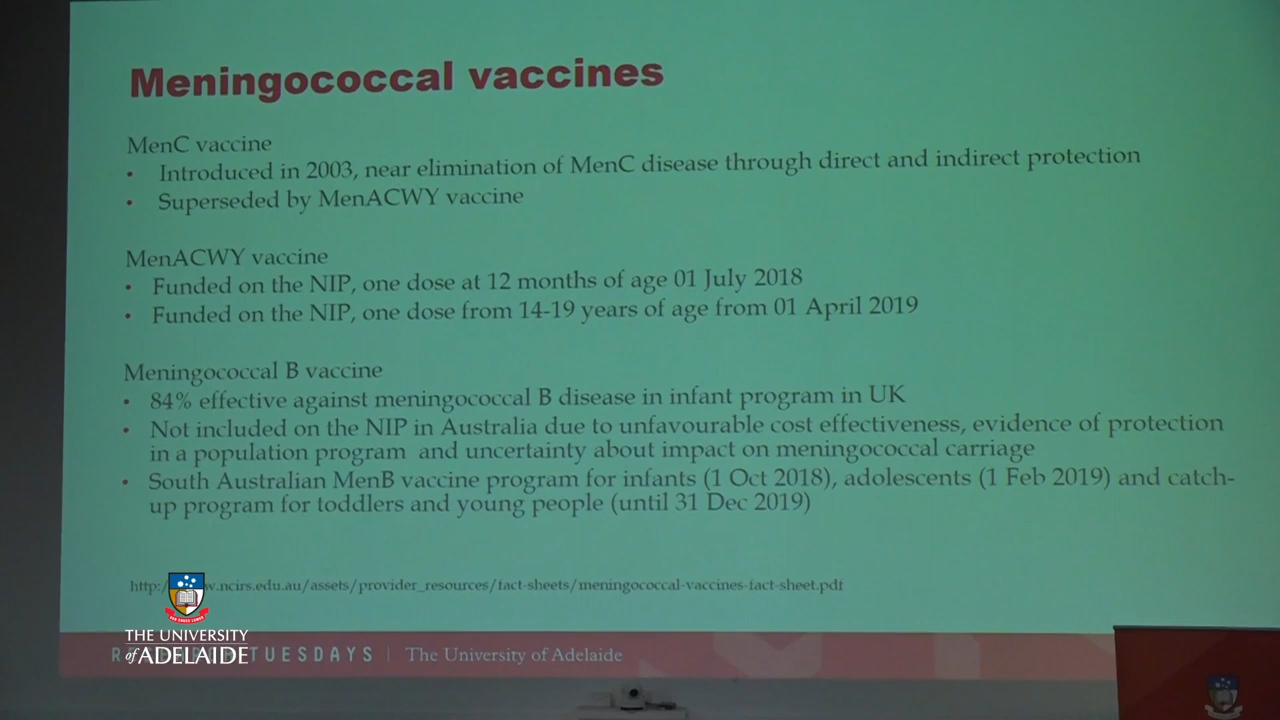 Meningococcal vaccines
MenC vaccine
• Introduced in 2003, near elimination of MenC disease through direct and indirect protection
• Superseded by MenACWY vaccine
MenACWY vaccine
• Funded on the NIP, one dose at 12 months of age 01 July 2018
• Funded on the NIP, one dose from 14-19 years of age from 01 April 2019
Meningococcal B vaccine
• 84% effective against meningococcal B disease in infant program in UK
• Not included on the NIP in Australia due to unfavourable cost effectiveness, evidence of protection
in a population program and uncertainty about impact on meningococcal carriage
• South Australian MenB vaccine program for infants (1 Oct 2018), adolescents (1 Feb 2019) and catch-
up program for toddlers and young people (until 31 Dec 2019)
.ncirs.edu.au/assets/provider_resources/fact-sheets/meningococcal-vaccines-fact-sheet.pdf
THE UNIVERSITY
of ADELAIDE
TUESDAYS | The University of Adelaide